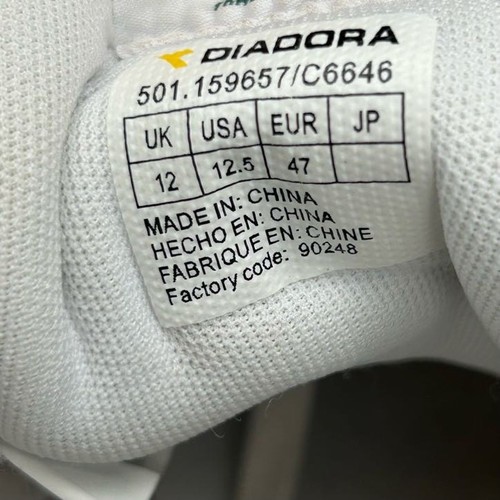 DIADORA
501.159657/C6646
UK USA EUR JP
12 12.5 47
MADE IN: CHINA
HECHO EN: CHINA
FABRIQUE EN: CHINE
Factory code: 90248